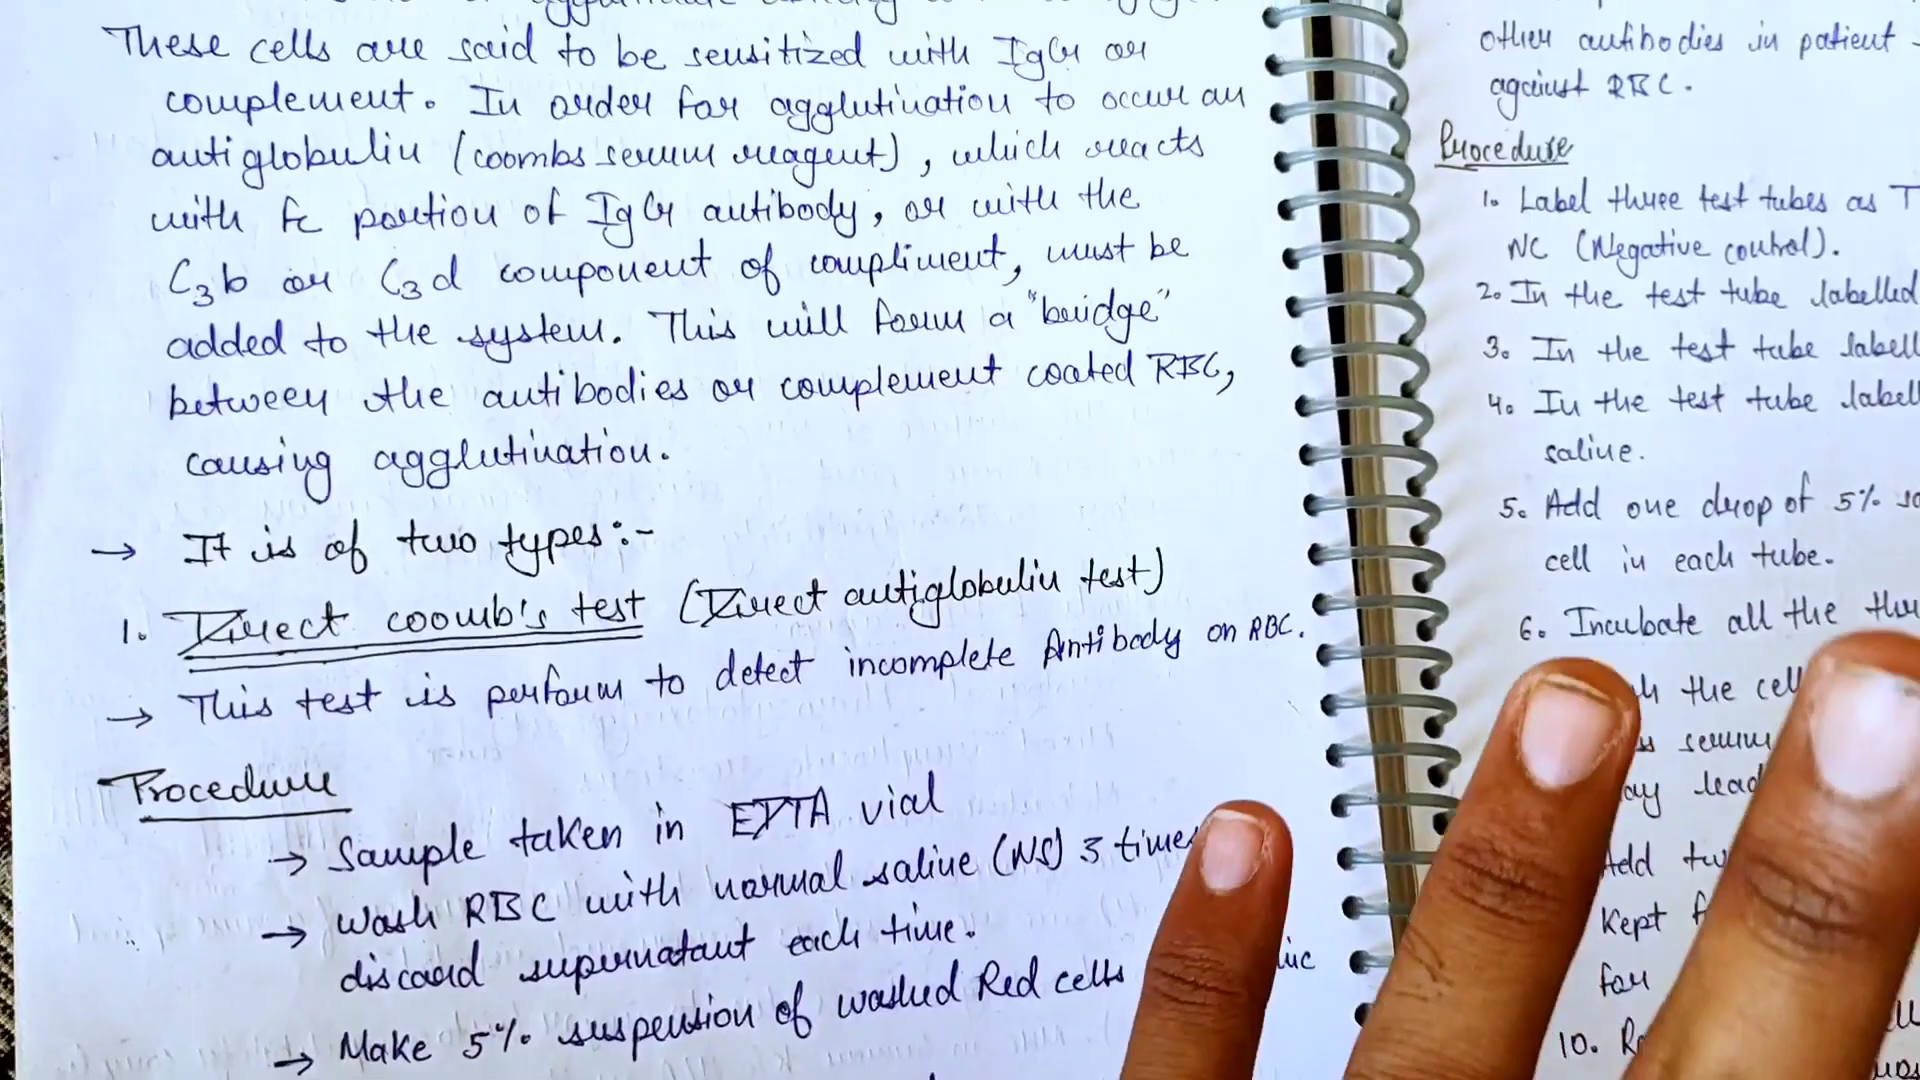 These cells are said to be sensitized with IgG or
complement. In order for agglutination to occur an
antiglobulin (coombs serum reagent), which reacts
with fc portion of IgG antibody, or with the
C3b or C3d component of compliment, must be
added to the system. This will form a "bridge"
between the antibodies or complement coated RBC,
causing agglutination.
→ It is of two types:-
1. Direct coomb's test (Direct antiglobulin test)
→ This test is perform to detect incomplete Antibody on RBC.
Procedure
→ Sample taken in EDTA vial
→ Wash RBC with normal saline (NS) 3 times
discard supernatant each time.
→ Make 5% suspension of washed Red cells
other antibodies in patient
against RBC.
Procedure
1. Label three test tubes as T
NC (Negative control).
2. In the test tube labelled
3. In the test tube labell
4. In the test tube labell
saline.
5. Add one drop of 5%
cell in each tube.
6. Incubate all the
the cell
serum
lead
Add
Kept
for
10.